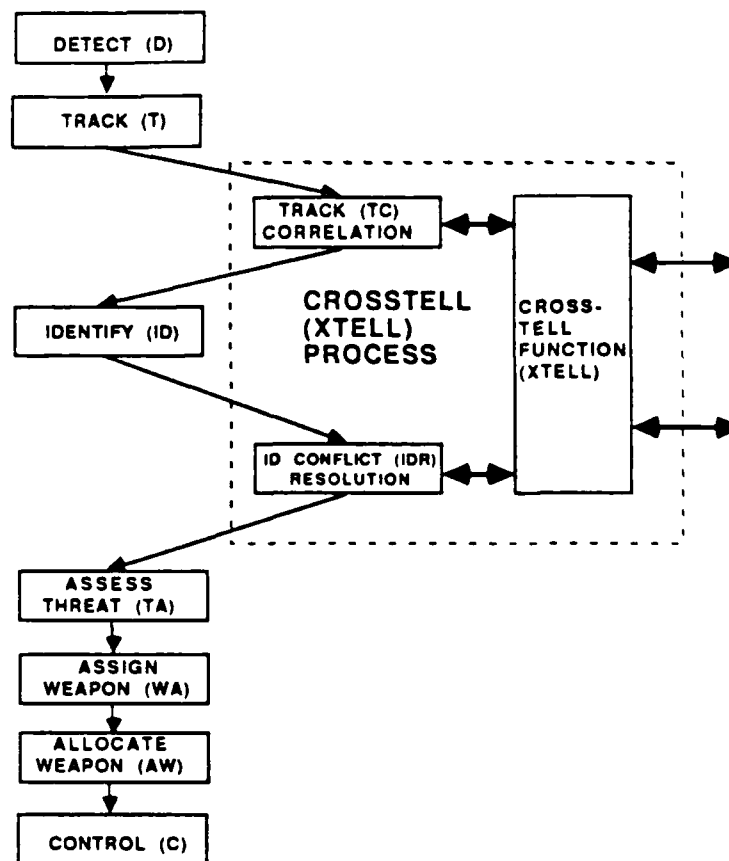 DETECT (D)
TRACK (T)
TRACK (TC)
CORRELATION
CROSSTELL
(XTELL)
PROCESS
CROSS-
TELL
FUNCTION
(XTELL)
IDENTIFY (ID)
ID CONFLICT (IDR)
RESOLUTION
ASSESS
THREAT (TA)
ASSIGN
WEAPON (WA)
ALLOCATE
WEAPON (AW)
CONTROL (C)